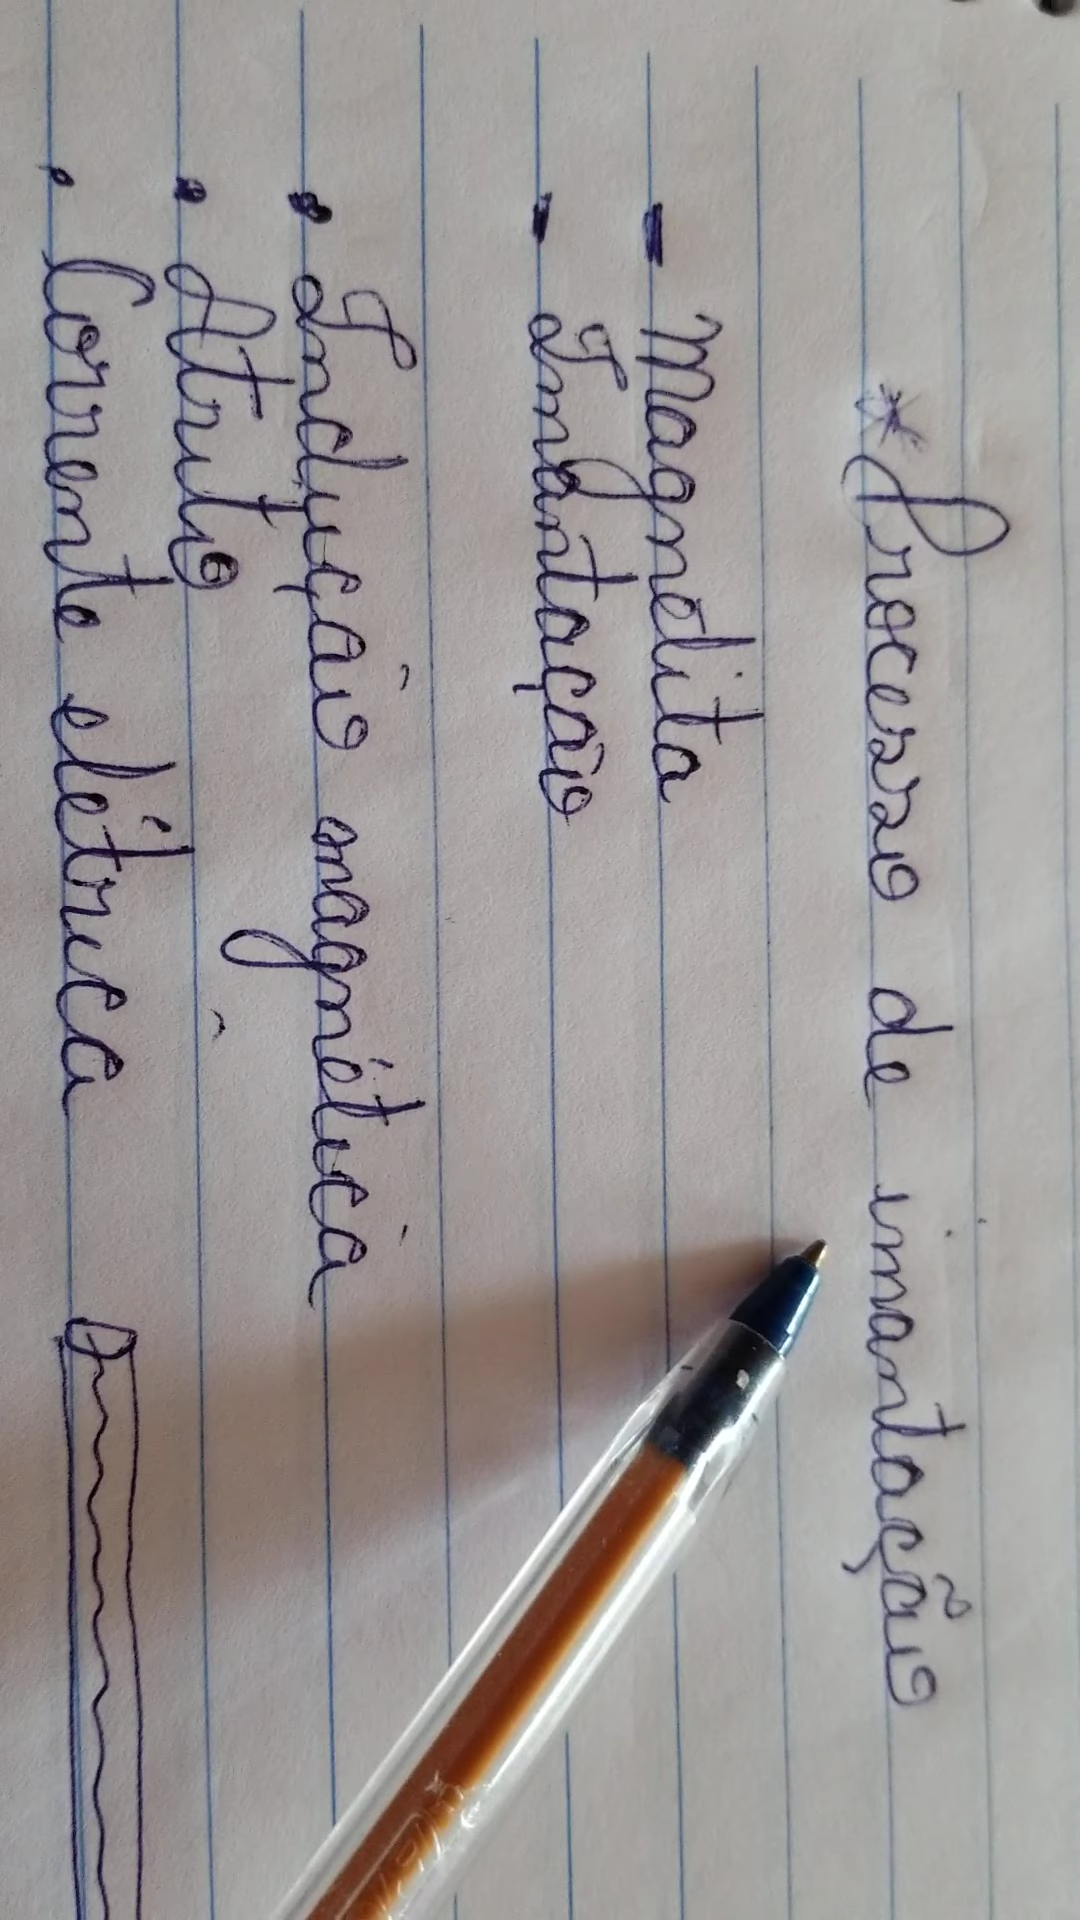 * Processo de imantação
- Magnetita
- Imantação
• Indução magnética
• Atrito
• Corrente elétrica